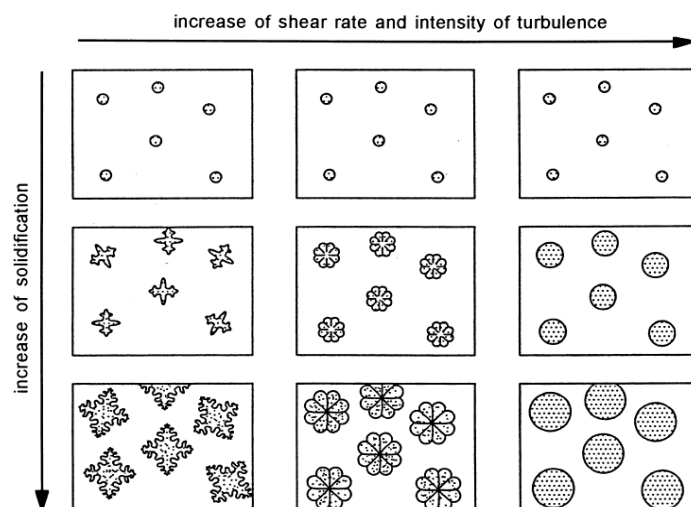 increase of shear rate and intensity of turbulence
increase of solidification